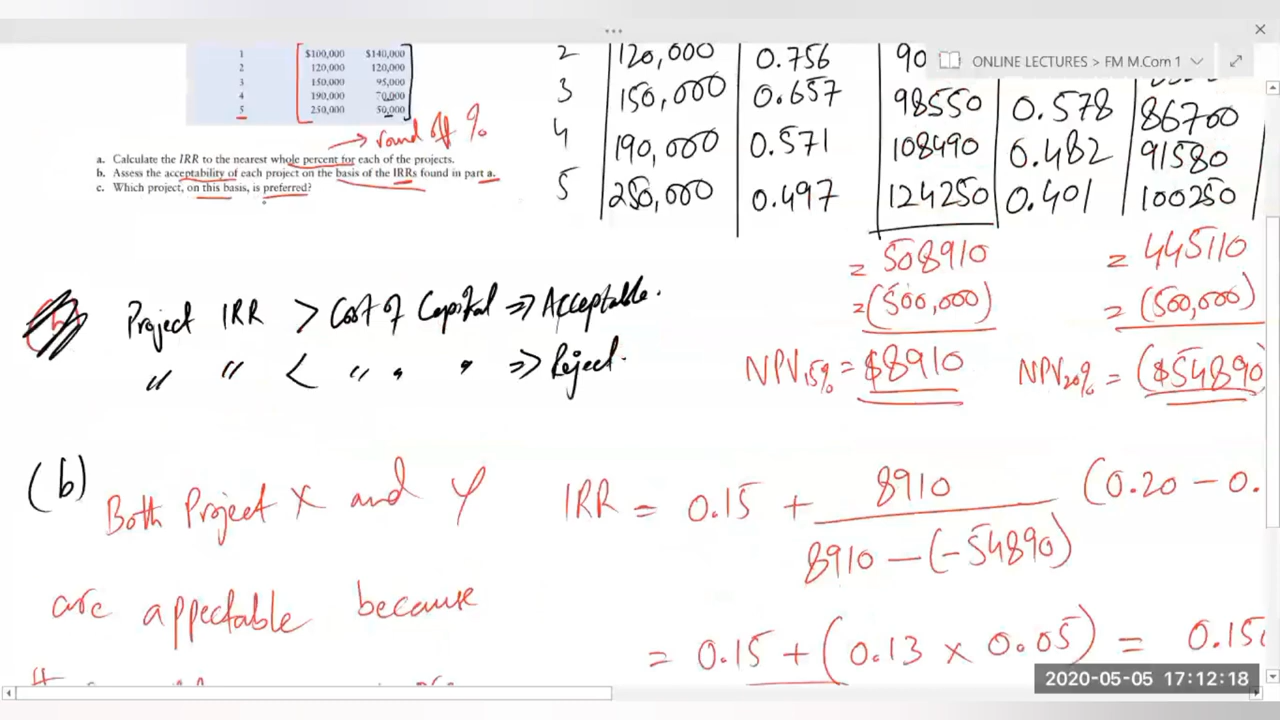 ONLINE LECTURES > FM M.Com 1
1 $100,000 $140,000
2 120,000 120,000
3 150,000 95,000
4 190,000 70,000
5 250,000 50,000
→ round off %
a. Calculate the IRR to the nearest whole percent for each of the projects.
b. Assess the acceptability of each project on the basis of the IRRs found in part a.
c. Which project, on this basis, is preferred?
2 120,000 0.756 90
3 150,000 0.657 98550 0.578 86700
4 190,000 0.571 108490 0.482 91580
5 250,000 0.497 124250 0.401 100250
= 508910 = 445110
= (500,000) = (500,000)
NPV15% = $8910 NPV20% = ($54890)
Project IRR > Cost of Capital => Acceptable.
" " < " " " => Reject.
(b) Both Project X and Y
are appectable because
IRR = 0.15 + 8910 (0.20 - 0.
8910 - (-54890)
= 0.15 + (0.13 x 0.05) = 0.15
2020-05-05 17:12:18